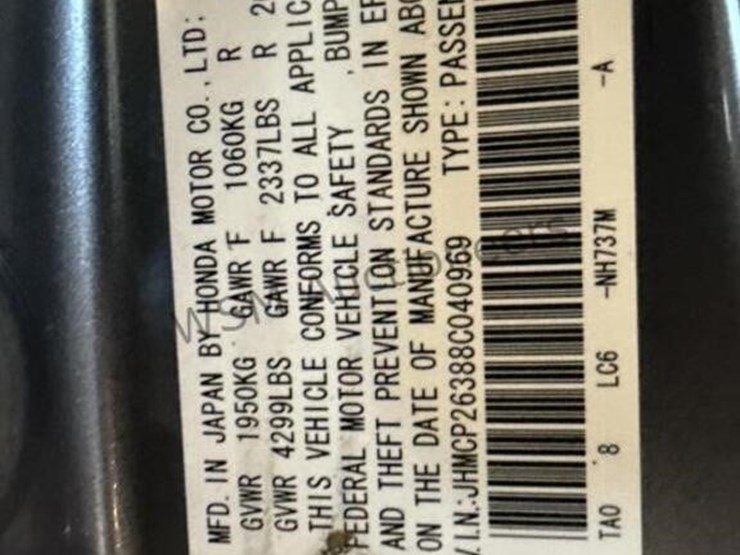 MFD. IN JAPAN BY HONDA MOTOR CO., LTD:
GVWR 1950KG GAWR F 1060KG R
GVWR 4299LBS GAWR F 2337LBS R
THIS VEHICLE CONFORMS TO ALL APPLIC
FEDERAL MOTOR VEHICLE SAFETY , BUMP
AND THEFT PREVENTION STANDARDS IN EF
ON THE DATE OF MANUFACTURE SHOWN ABO
V.I.N.:JHMCP26388C040969 TYPE: PASSEN
TA0 8 LC6 -NH737M -A